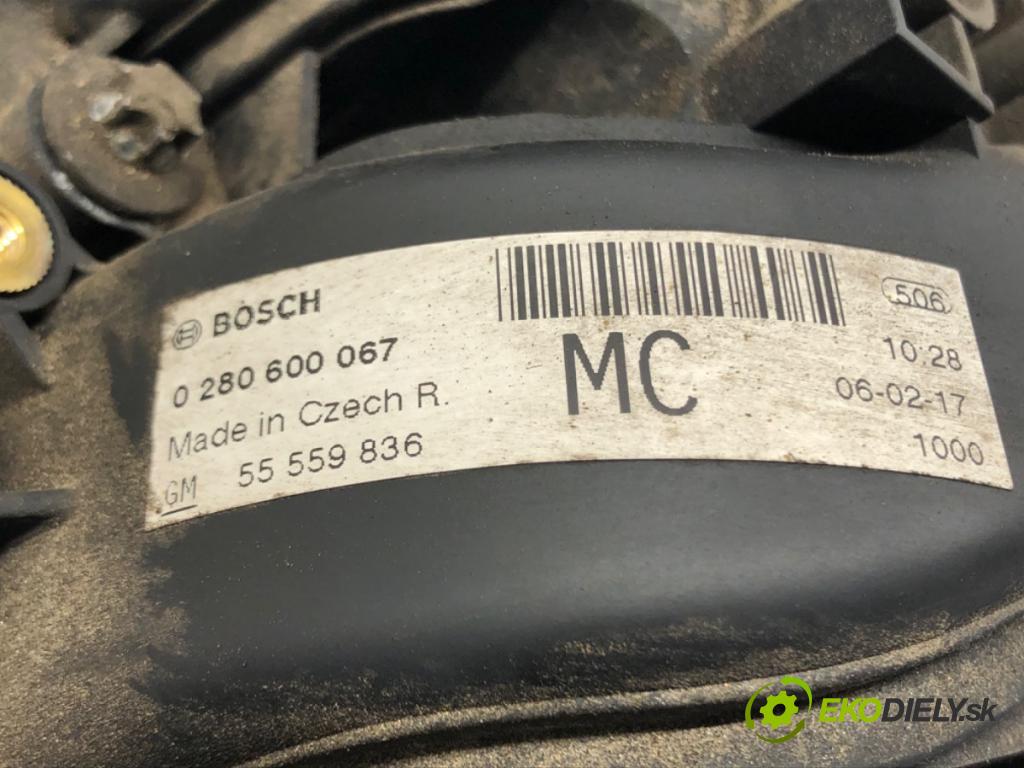 BOSCH
0 280 600 067
Made in Czech R.
GM 55 559 836
MC
506
10:28
06-02-17
1000
EKODIELY.sk